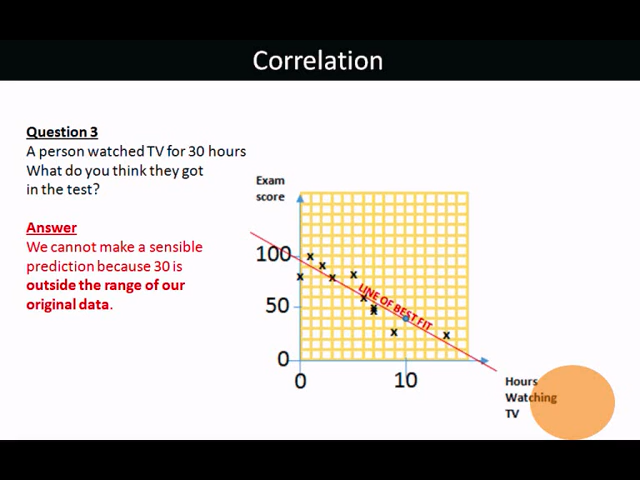 Correlation
Question 3
A person watched TV for 30 hours
What do you think they got
in the test?
Answer
We cannot make a sensible
prediction because 30 is
outside the range of our
original data.
Exam
score
100
50
0
LINE OF BEST FIT
0
10
Hours
Watching
TV